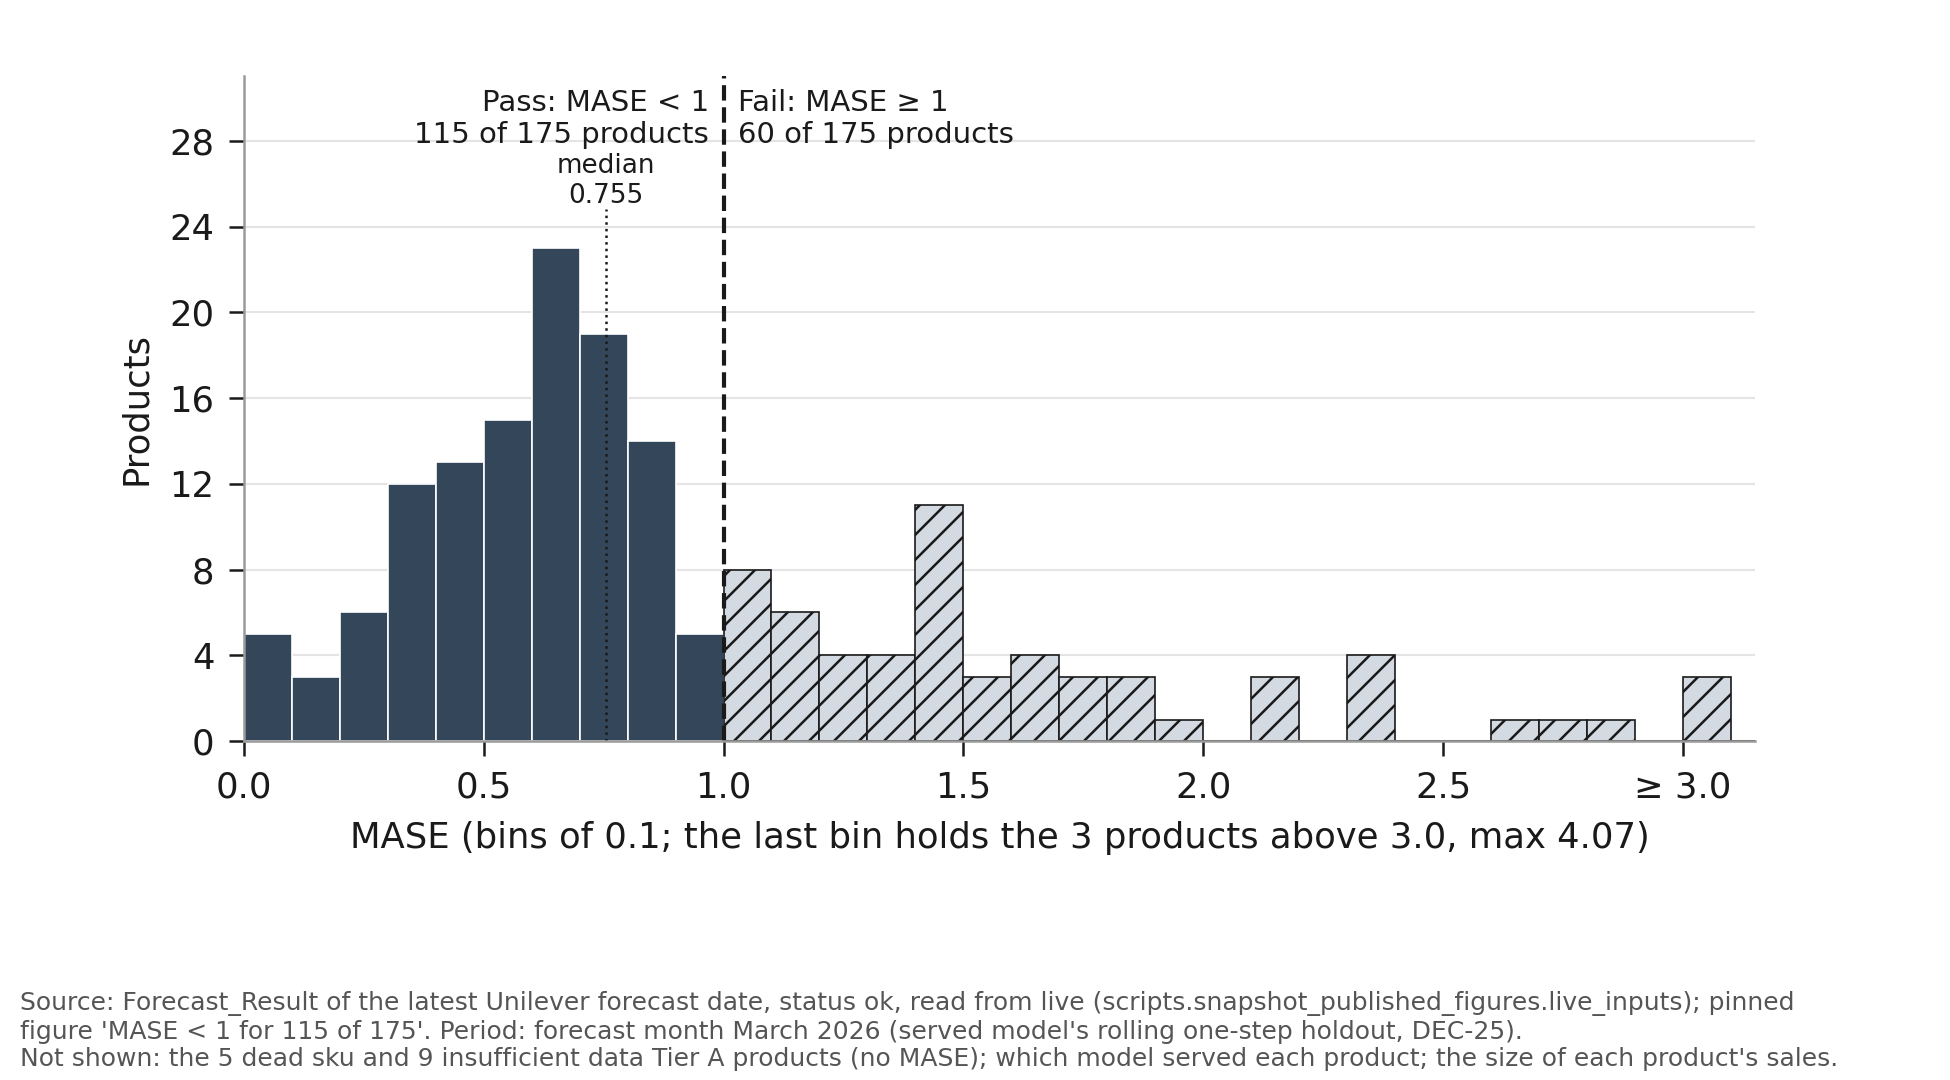 Pass: MASE < 1
115 of 175 products
Fail: MASE ≥ 1
60 of 175 products
median
0.755
28
24
20
16
12
8
4
0
Products
0.0
0.5
1.0
1.5
2.0
2.5
≥ 3.0
MASE (bins of 0.1; the last bin holds the 3 products above 3.0, max 4.07)
Source: Forecast_Result of the latest Unilever forecast date, status ok, read from live (scripts.snapshot_published_figures.live_inputs); pinned
figure 'MASE < 1 for 115 of 175'. Period: forecast month March 2026 (served model's rolling one-step holdout, DEC-25).
Not shown: the 5 dead sku and 9 insufficient data Tier A products (no MASE); which model served each product; the size of each product's sales.